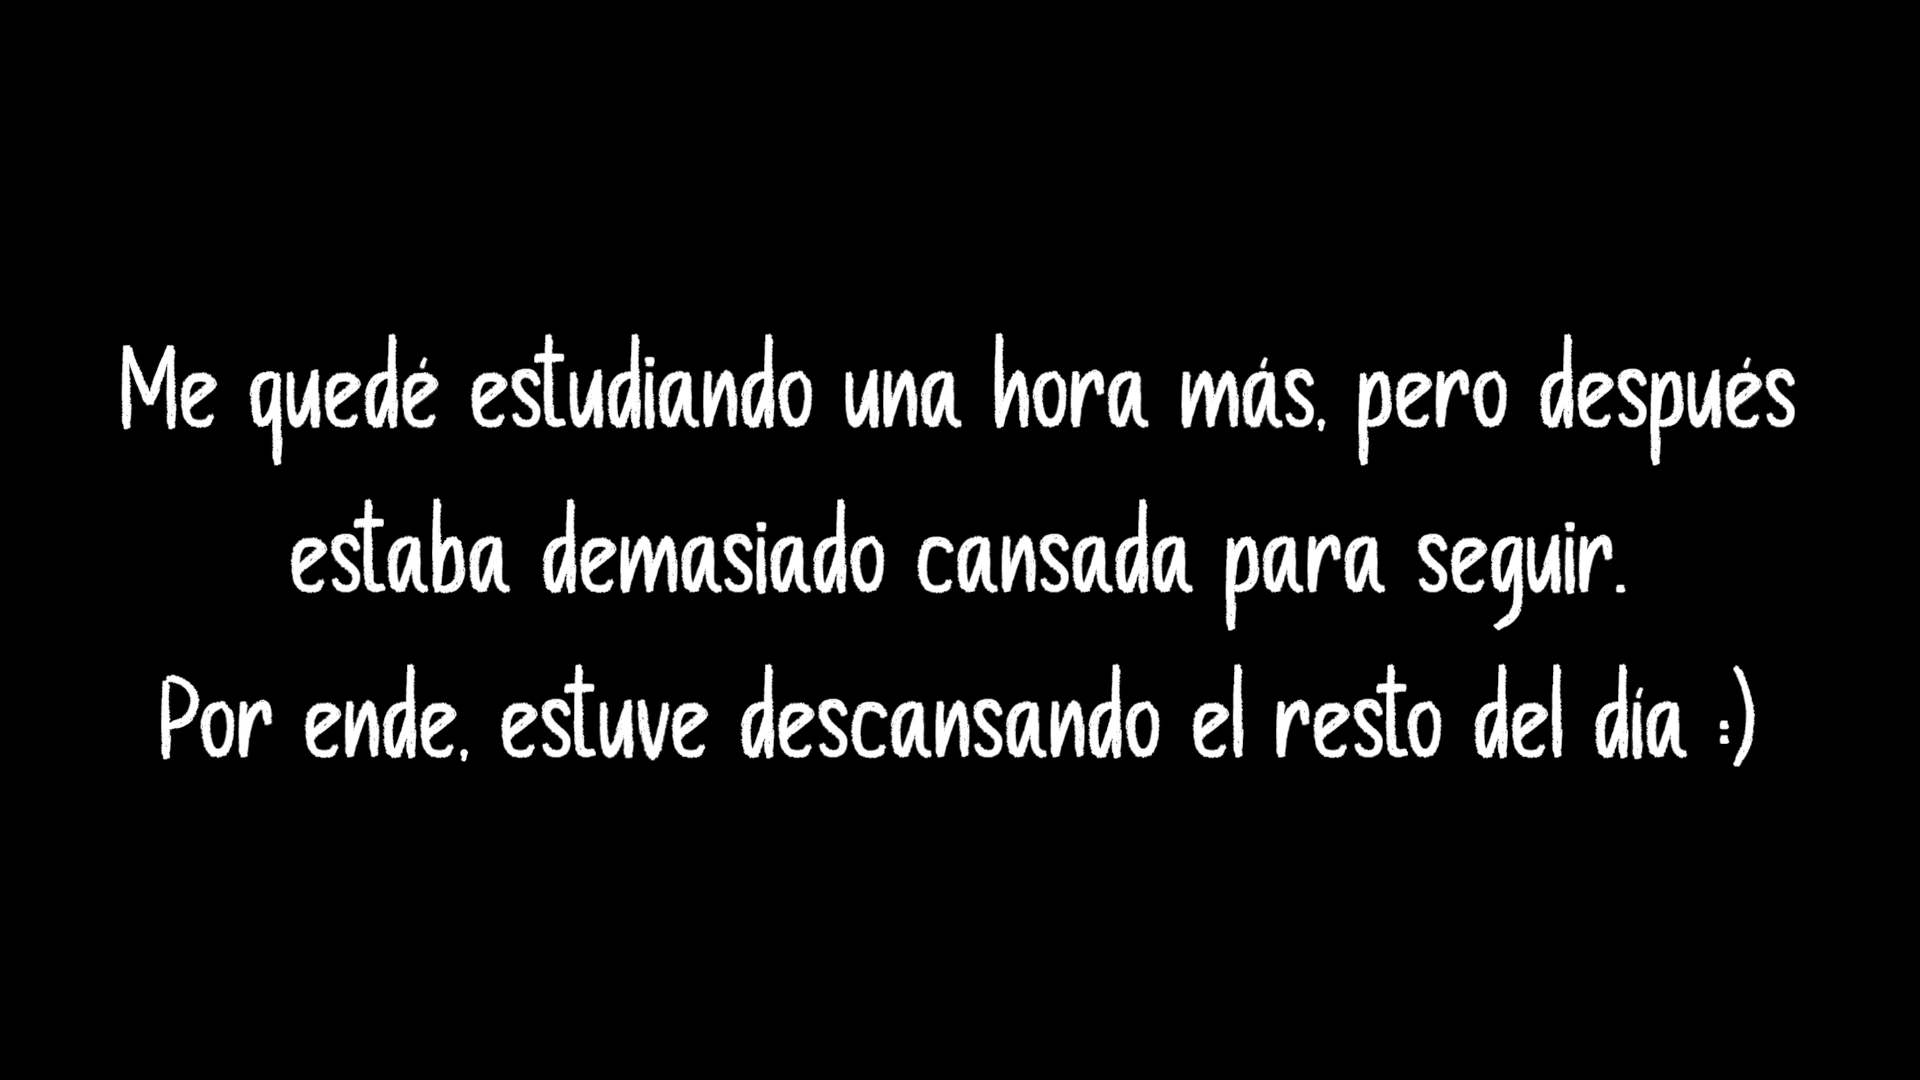 Me quedé estudiando una hora más, pero después
estaba demasiado cansada para seguir.
Por ende, estuve descansando el resto del día :)